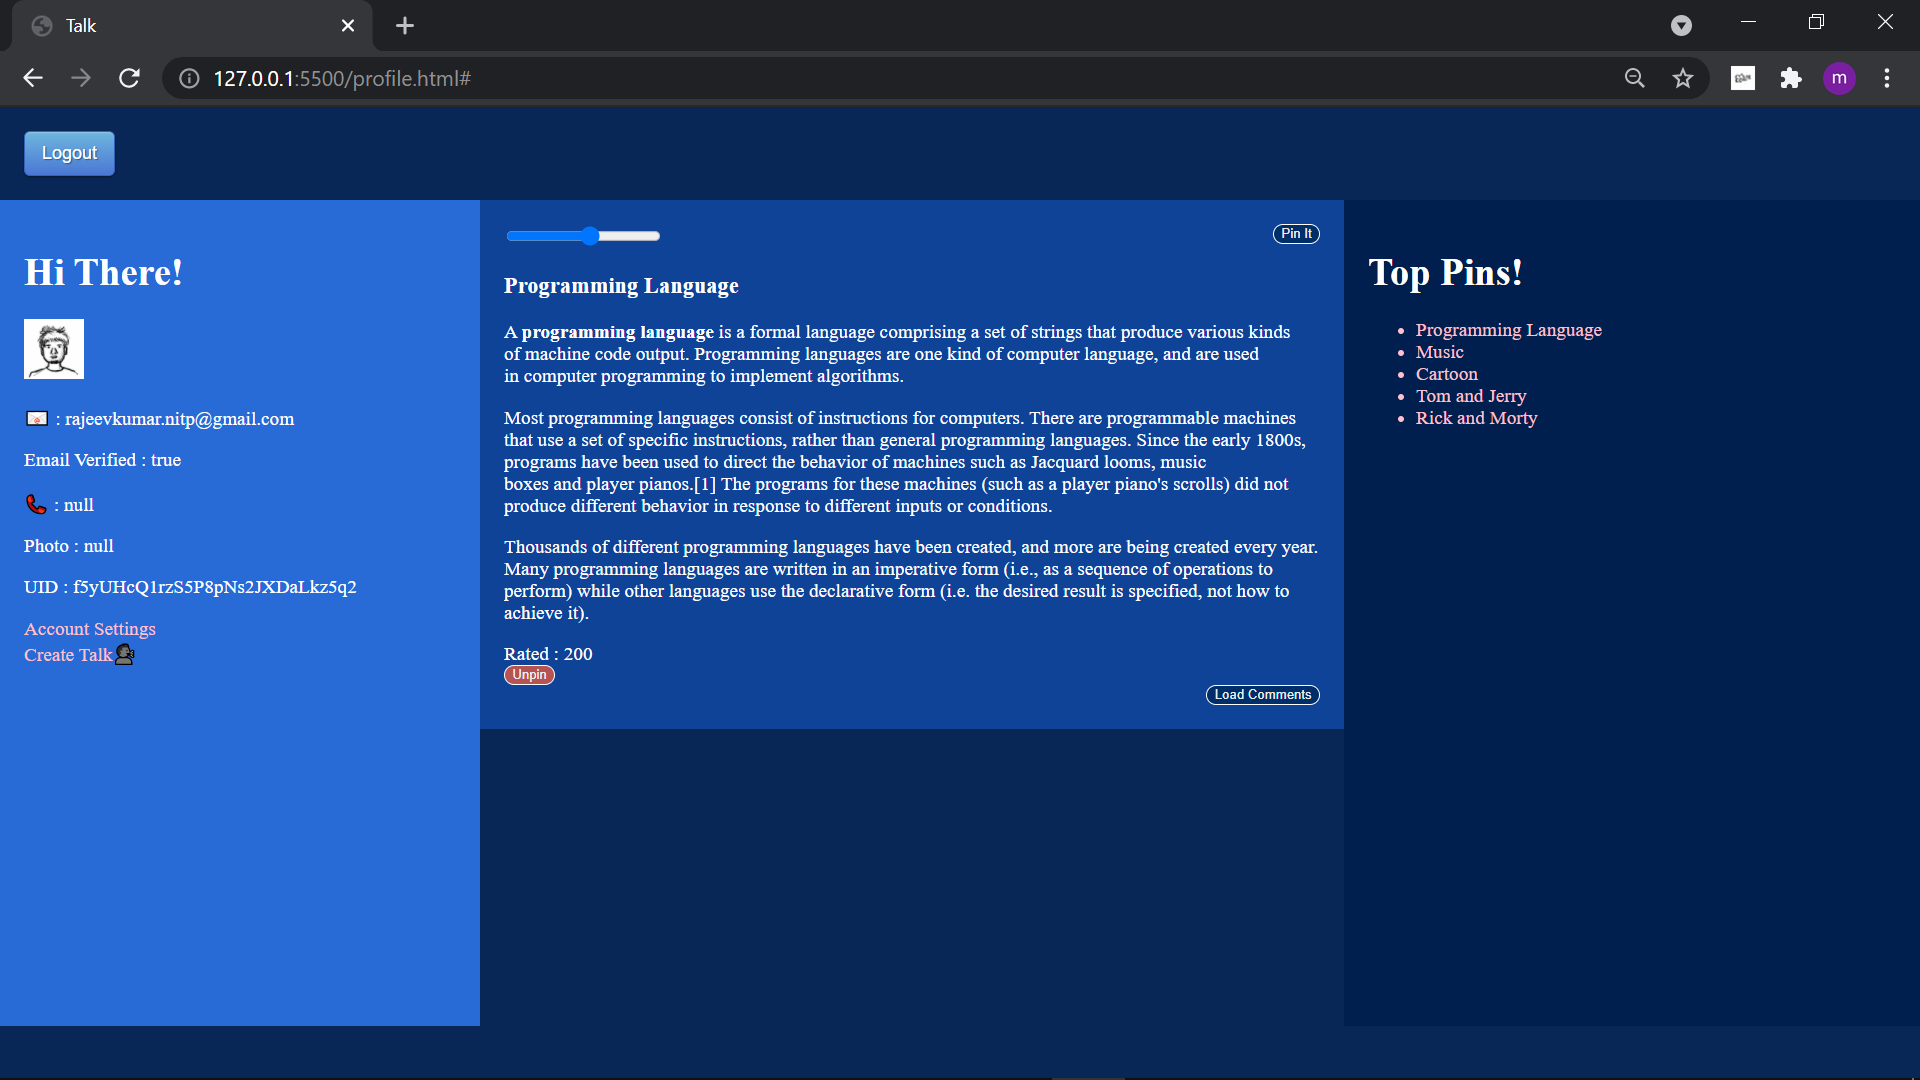 Talk
127.0.0.1:5500/profile.html#
m
Logout
Hi There!
: rajeevkumar.nitp@gmail.com
Email Verified : true
: null
Photo : null
UID : f5yUHcQ1rzS5P8pNs2JXDaLkz5q2
Account Settings
Create Talk
Pin It
Programming Language
A programming language is a formal language comprising a set of strings that produce various kinds
of machine code output. Programming languages are one kind of computer language, and are used
in computer programming to implement algorithms.
Most programming languages consist of instructions for computers. There are programmable machines
that use a set of specific instructions, rather than general programming languages. Since the early 1800s,
programs have been used to direct the behavior of machines such as Jacquard looms, music
boxes and player pianos.[1] The programs for these machines (such as a player piano's scrolls) did not
produce different behavior in response to different inputs or conditions.
Thousands of different programming languages have been created, and more are being created every year.
Many programming languages are written in an imperative form (i.e., as a sequence of operations to
perform) while other languages use the declarative form (i.e. the desired result is specified, not how to
achieve it).
Rated : 200
Unpin
Load Comments
Top Pins!
Programming Language
Music
Cartoon
Tom and Jerry
Rick and Morty